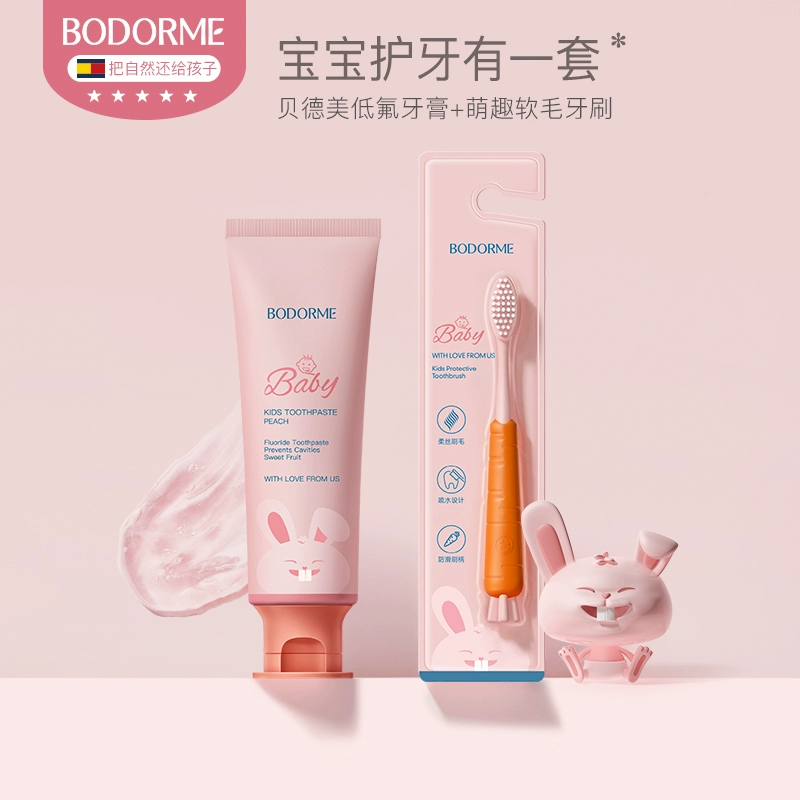 BODORME
把自然还给孩子
宝宝护牙有一套*
贝德美低氟牙膏+萌趣软毛牙刷
BODORME
Baby
KIDS TOOTHPASTE
PEACH
Fluoride Toothpaste
Prevents Cavities
Sweet Fruit
WITH LOVE FROM US
BODORME
Baby
WITH LOVE FROM US
Kids Protective
Toothbrush
柔丝刷毛
疏水设计
防滑刷柄